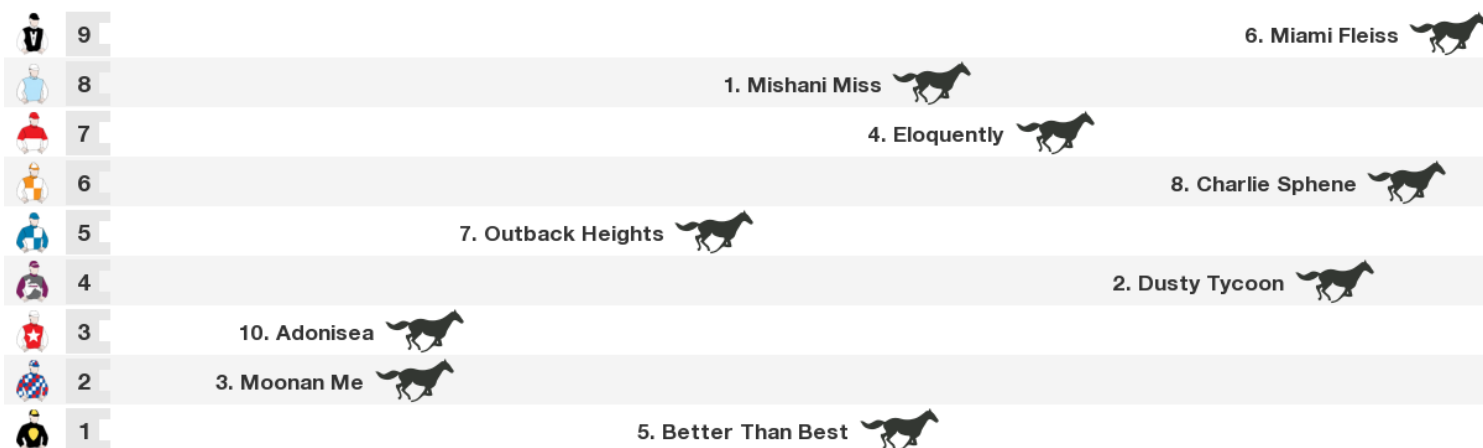 9 6. Miami Fleiss
8 1. Mishani Miss
7 4. Eloquently
6 8. Charlie Sphene
5 7. Outback Heights
4 2. Dusty Tycoon
3 10. Adonisea
2 3. Moonan Me
1 5. Better Than Best